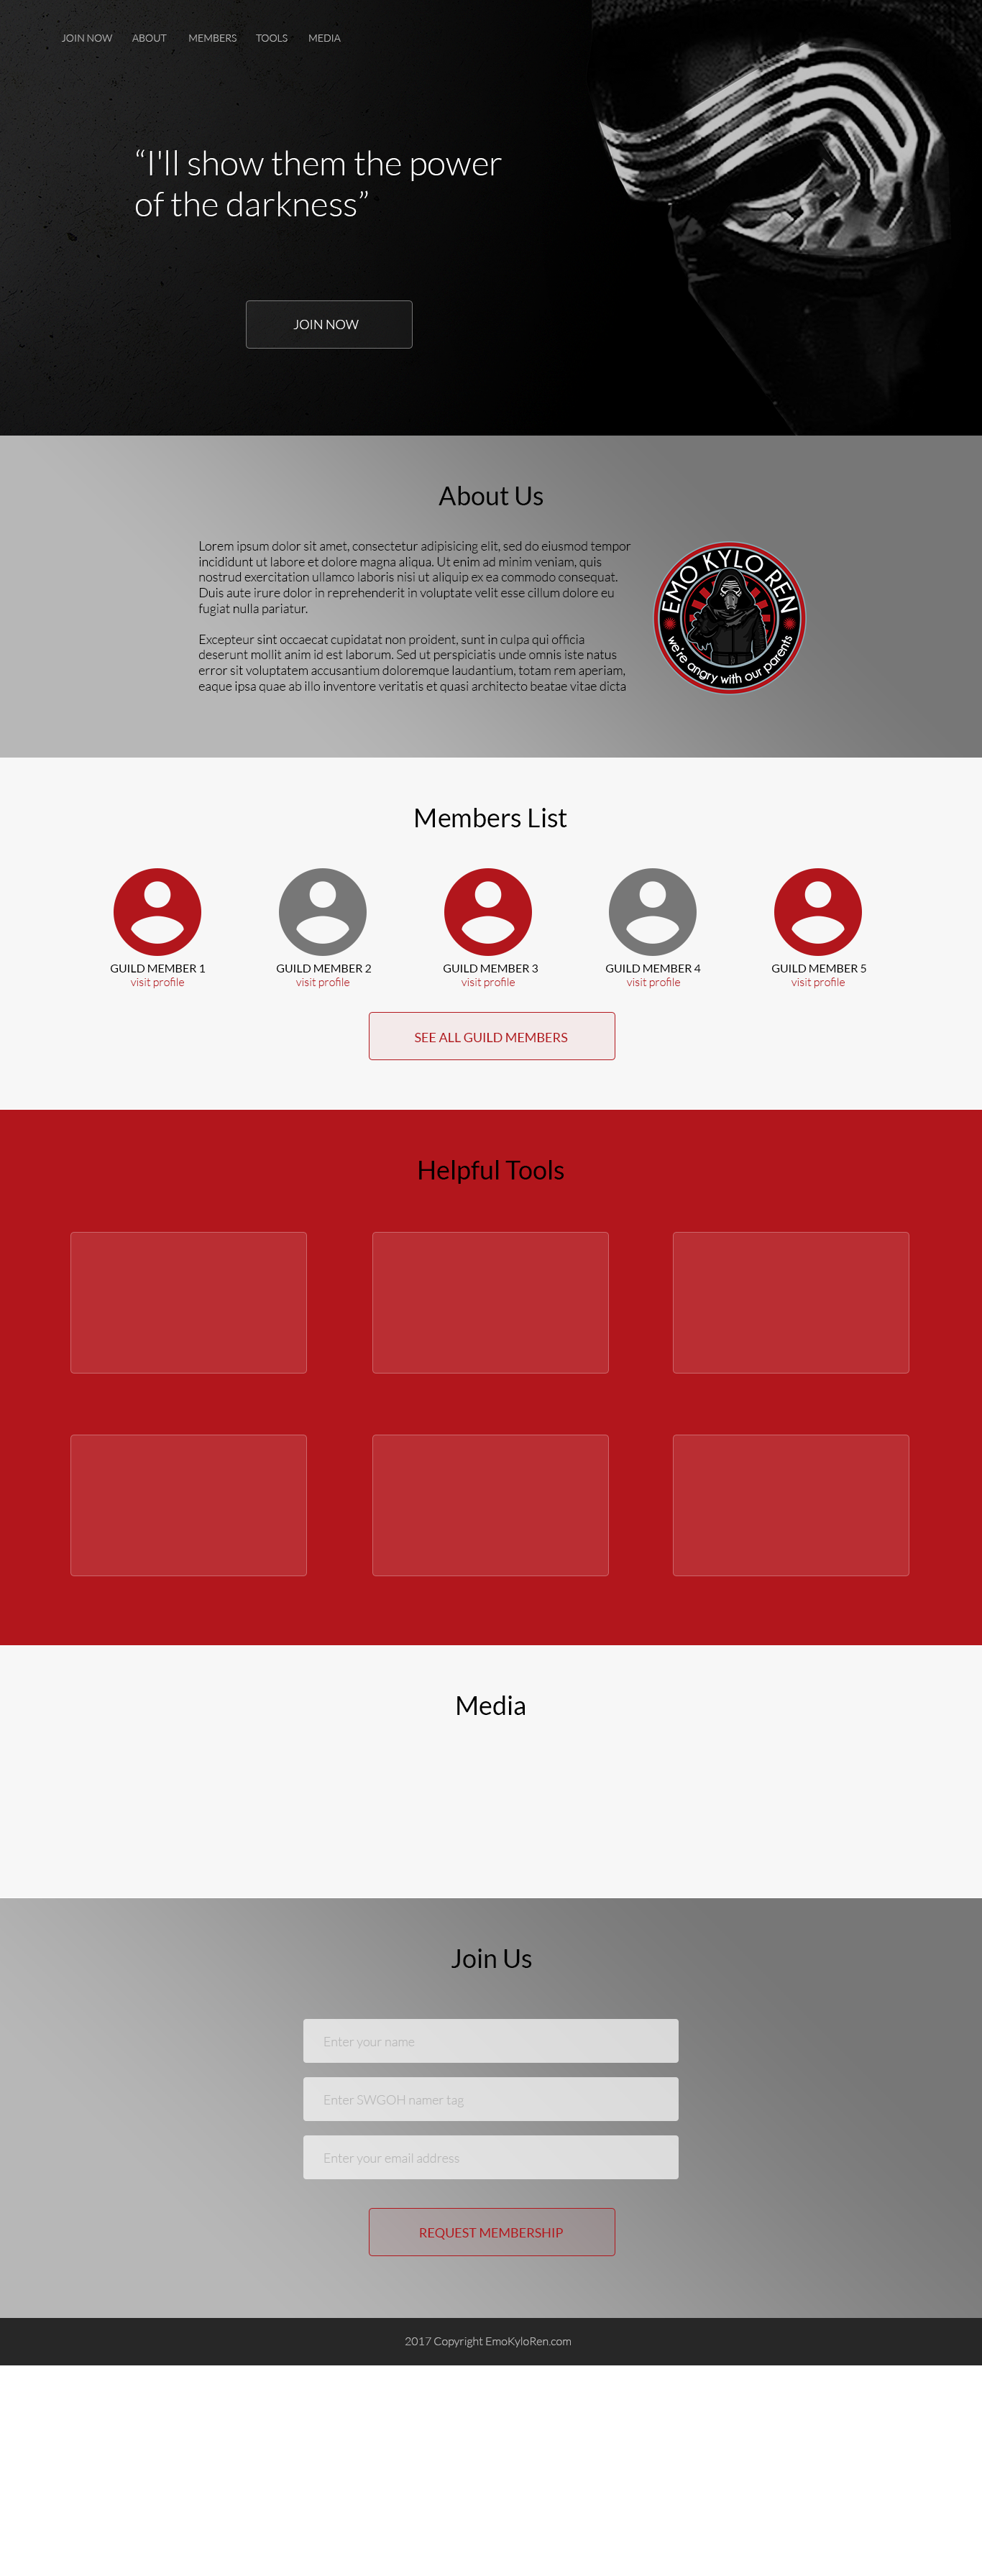 JOIN NOW ABOUT MEMBERS TOOLS MEDIA
“I'll show them the power
of the darkness”
JOIN NOW
About Us
Lorem ipsum dolor sit amet, consectetur adipisicing elit, sed do eiusmod tempor
incididunt ut labore et dolore magna aliqua. Ut enim ad minim veniam, quis
nostrud exercitation ullamco laboris nisi ut aliquip ex ea commodo consequat.
Duis aute irure dolor in reprehenderit in voluptate velit esse cillum dolore eu
fugiat nulla pariatur.
Excepteur sint occaecat cupidatat non proident, sunt in culpa qui officia
deserunt mollit anim id est laborum. Sed ut perspiciatis unde omnis iste natus
error sit voluptatem accusantium doloremque laudantium, totam rem aperiam,
eaque ipsa quae ab illo inventore veritatis et quasi architecto beatae vitae dicta
EMO KYLO REN
we're angry with our parents
Members List
GUILD MEMBER 1 GUILD MEMBER 2 GUILD MEMBER 3 GUILD MEMBER 4 GUILD MEMBER 5
visit profile visit profile visit profile visit profile visit profile
SEE ALL GUILD MEMBERS
Helpful Tools
Media
Join Us
Enter your name
Enter SWGOH namer tag
Enter your email address
REQUEST MEMBERSHIP
2017 Copyright EmoKyloRen.com